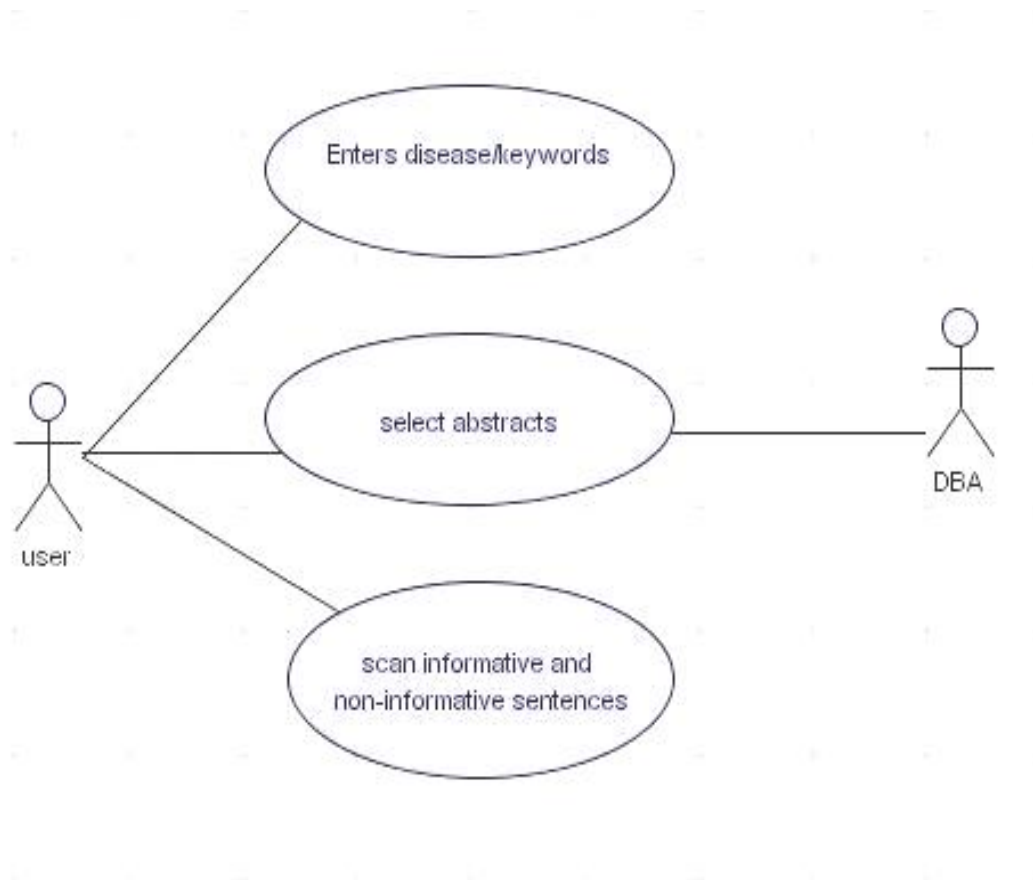 Enters disease/keywords
select abstracts
DBA
user
scan informative and
non-informative sentences